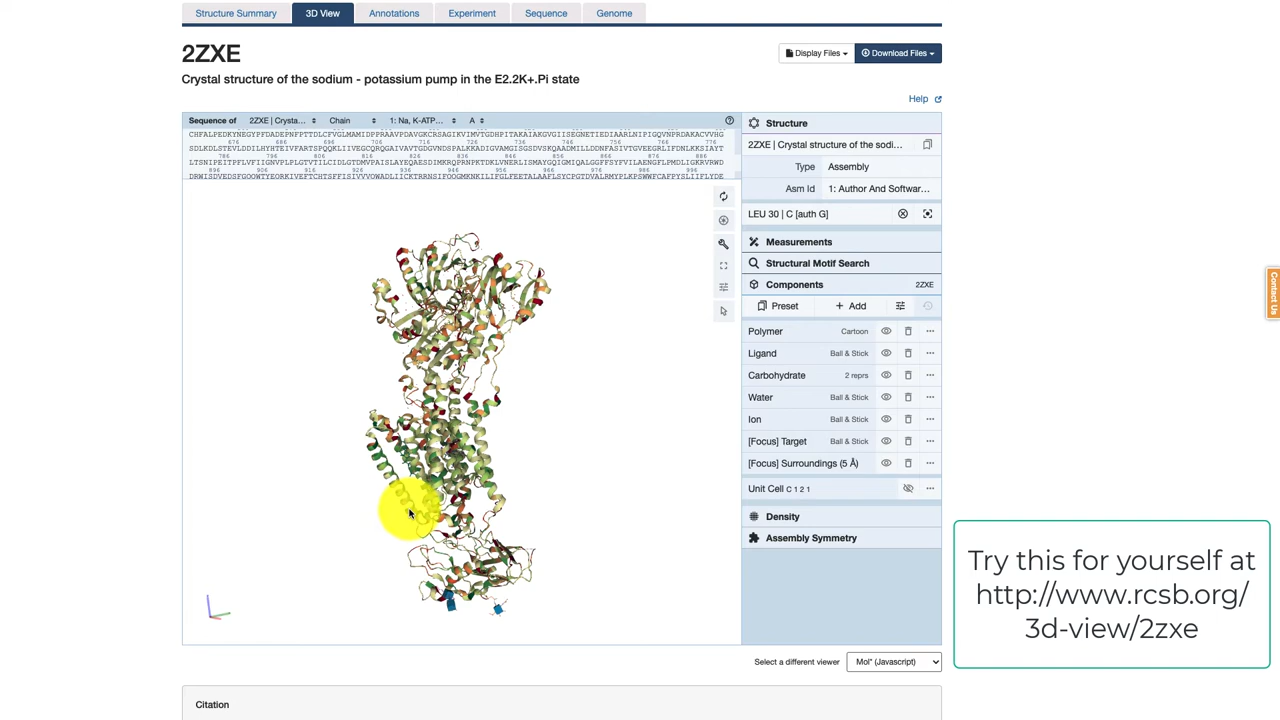 Structure Summary 3D View Annotations Experiment Sequence Genome
2ZXE
Display Files Download Files
Crystal structure of the sodium - potassium pump in the E2.2K+.Pi state
Help
Sequence of 2ZXE | Crysta... Chain 1: Na, K-ATP... A
Structure
2ZXE | Crystal structure of the sodi...
Type Assembly
Asm Id 1: Author And Softwar...
LEU 30 | C [auth G]
Measurements
Structural Motif Search
Components 2ZXE
Preset + Add
Polymer Cartoon
Ligand Ball & Stick
Carbohydrate 2 reprs
Water Ball & Stick
Ion Ball & Stick
[Focus] Target Ball & Stick
[Focus] Surroundings (5 Å)
Unit Cell C 1 2 1
Density
Assembly Symmetry
Contact Us
Try this for yourself at
http://www.rcsb.org/
3d-view/2zxe
Select a different viewer Mol* (Javascript)
Citation